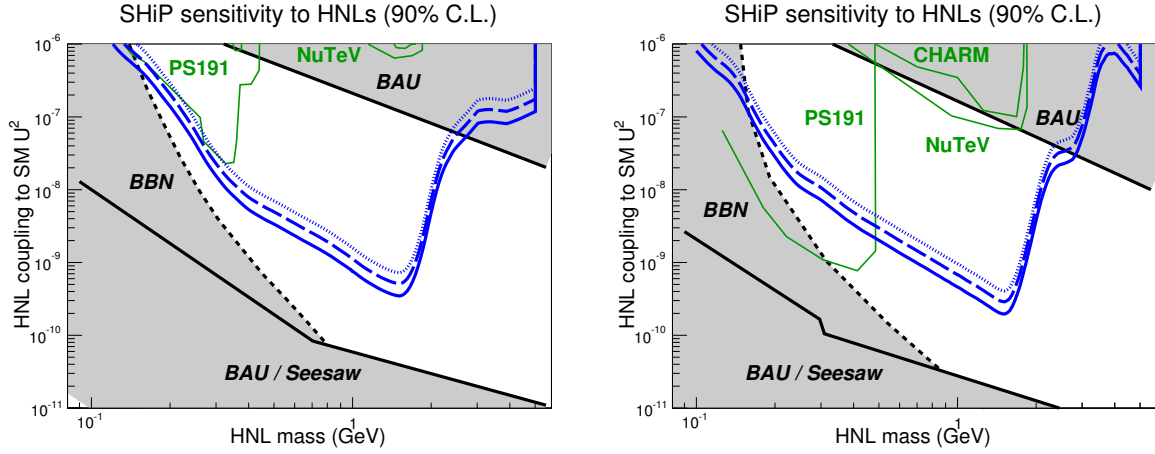 SHiP sensitivity to HNLs (90% C.L.)
HNL coupling to SM U²
10⁻⁶
10⁻⁷
10⁻⁸
10⁻⁹
10⁻¹⁰
10⁻¹¹
PS191
NuTeV
BAU
BBN
BAU / Seesaw
10⁻¹
1
HNL mass (GeV)
SHiP sensitivity to HNLs (90% C.L.)
HNL coupling to SM U²
10⁻⁶
10⁻⁷
10⁻⁸
10⁻⁹
10⁻¹⁰
10⁻¹¹
CHARM
PS191
BAU
NuTeV
BBN
BAU / Seesaw
10⁻¹
1
HNL mass (GeV)